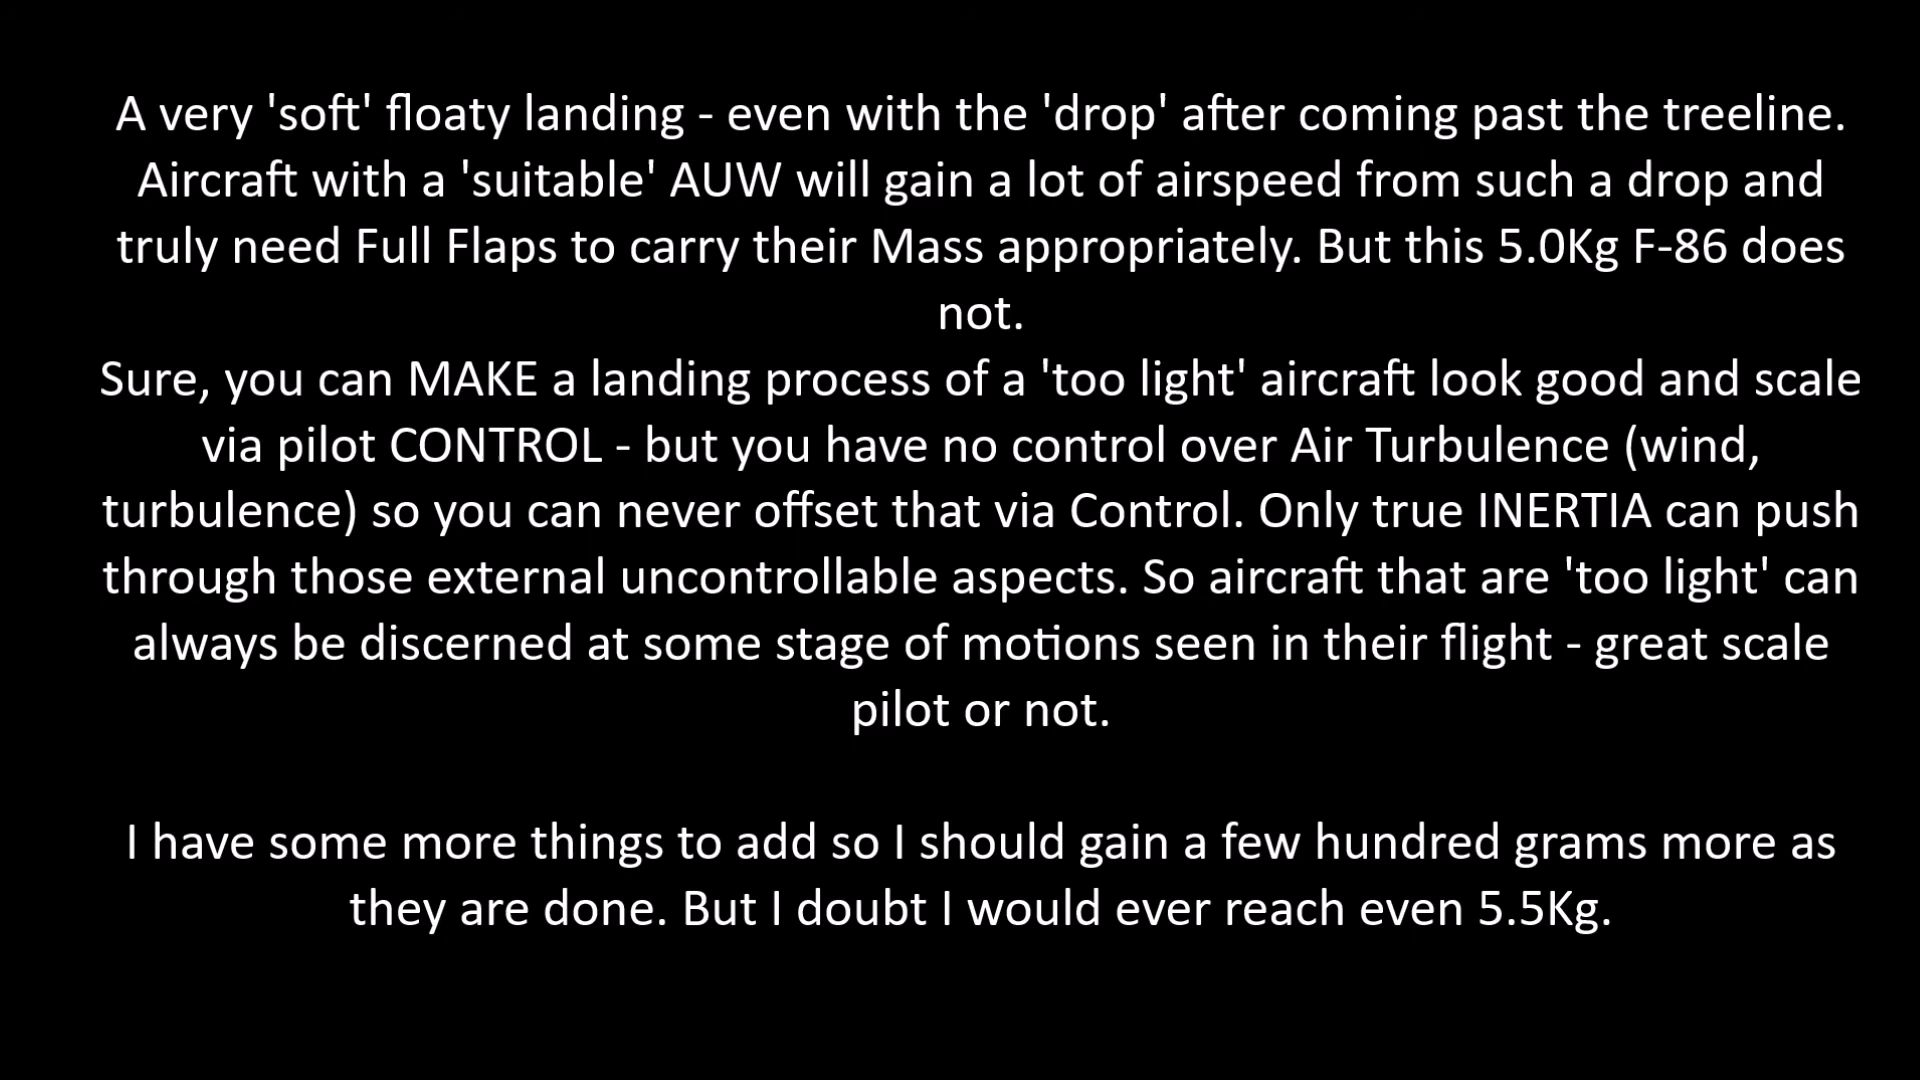 A very 'soft' floaty landing - even with the 'drop' after coming past the treeline.
Aircraft with a 'suitable' AUW will gain a lot of airspeed from such a drop and
truly need Full Flaps to carry their Mass appropriately. But this 5.0Kg F-86 does
not.
Sure, you can MAKE a landing process of a 'too light' aircraft look good and scale
via pilot CONTROL - but you have no control over Air Turbulence (wind,
turbulence) so you can never offset that via Control. Only true INERTIA can push
through those external uncontrollable aspects. So aircraft that are 'too light' can
always be discerned at some stage of motions seen in their flight - great scale
pilot or not.
I have some more things to add so I should gain a few hundred grams more as
they are done. But I doubt I would ever reach even 5.5Kg.